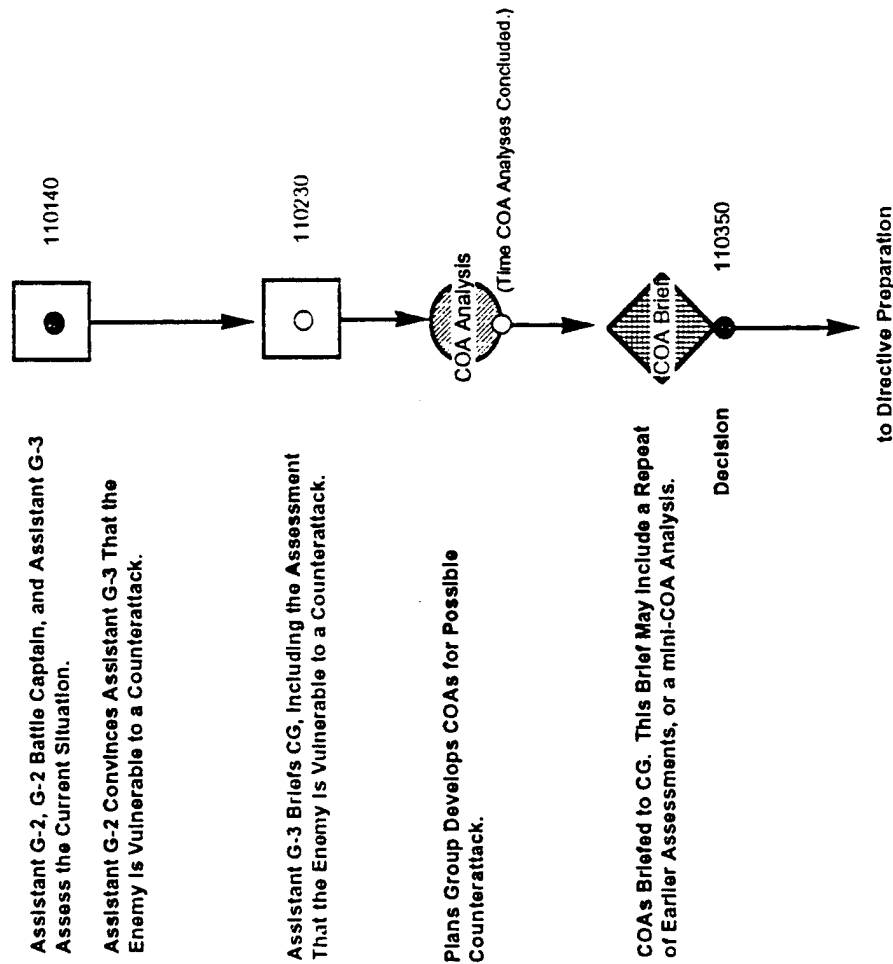 Assistant G-2, G-2 Battle Captain, and Assistant G-3
Assess the Current Situation.
Assistant G-2 Convinces Assistant G-3 That the
Enemy Is Vulnerable to a Counterattack.
110140
Assistant G-3 Briefs CG, Including the Assessment
That the Enemy Is Vulnerable to a Counterattack.
110230
Plans Group Develops COAs for Possible
Counterattack.
COA Analysis
(Time COA Analyses Concluded.)
COAs Briefed to CG. This Brief May Include a Repeat
of Earlier Assessments, or a mini-COA Analysis.
COA Brief
Decision
110350
to Directive Preparation